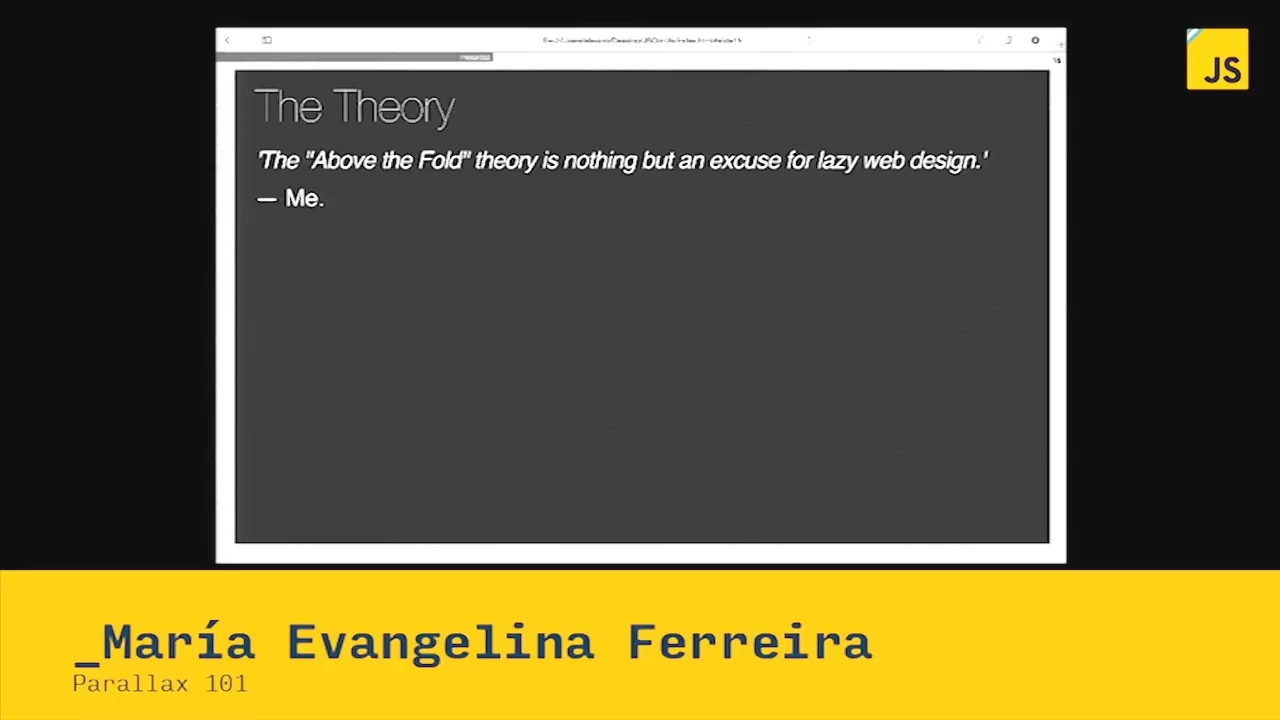 JS
The Theory
'The "Above the Fold" theory is nothing but an excuse for lazy web design.'
— Me.
_María Evangelina Ferreira
Parallax 101